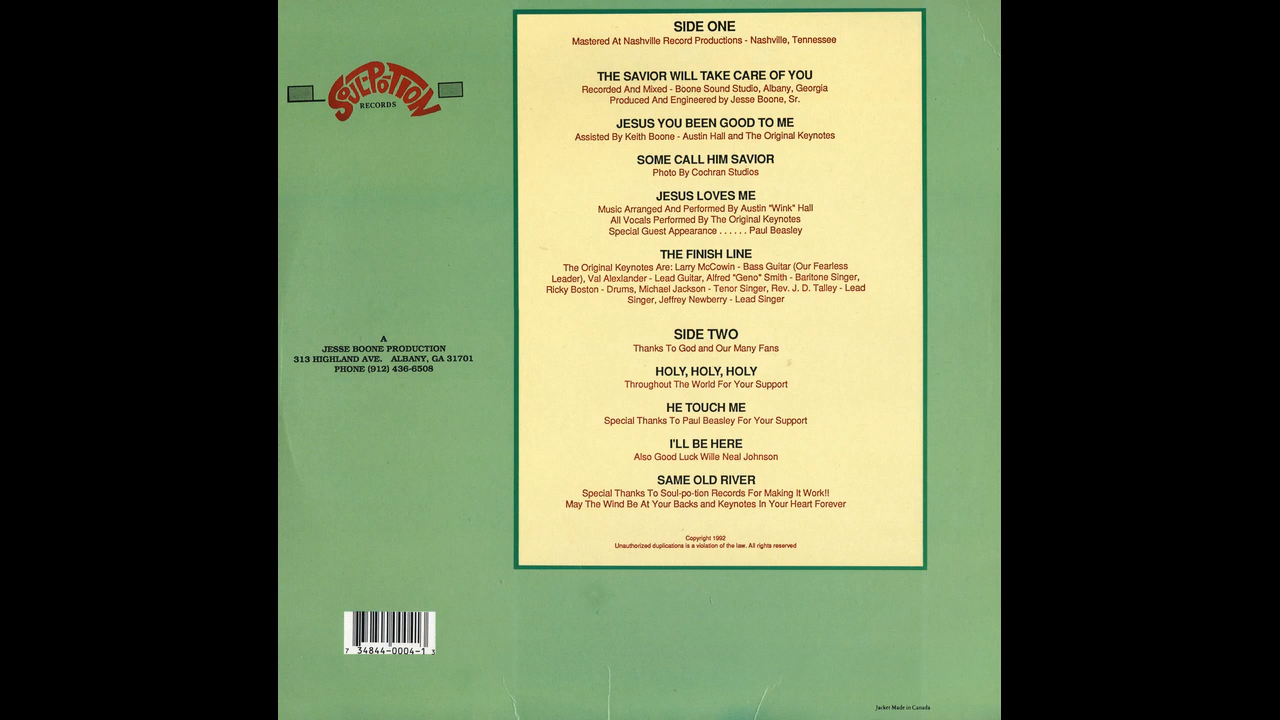 SOUL-PO-TION
RECORDS
A
JESSE BOONE PRODUCTION
313 HIGHLAND AVE. ALBANY, GA 31701
PHONE (912) 436-6508
SIDE ONE
Mastered At Nashville Record Productions - Nashville, Tennessee
THE SAVIOR WILL TAKE CARE OF YOU
Recorded And Mixed - Boone Sound Studio, Albany, Georgia
Produced And Engineered by Jesse Boone, Sr.
JESUS YOU BEEN GOOD TO ME
Assisted By Keith Boone - Austin Hall and The Original Keynotes
SOME CALL HIM SAVIOR
Photo By Cochran Studios
JESUS LOVES ME
Music Arranged And Performed By Austin "Wink" Hall
All Vocals Performed By The Original Keynotes
Special Guest Appearance . . . . . . Paul Beasley
THE FINISH LINE
The Original Keynotes Are: Larry McCowin - Bass Guitar (Our Fearless
Leader), Val Alexlander - Lead Guitar, Alfred "Geno" Smith - Baritone Singer,
Ricky Boston - Drums, Michael Jackson - Tenor Singer, Rev. J. D. Talley - Lead
Singer, Jeffrey Newberry - Lead Singer
SIDE TWO
Thanks To God and Our Many Fans
HOLY, HOLY, HOLY
Throughout The World For Your Support
HE TOUCH ME
Special Thanks To Paul Beasley For Your Support
I'LL BE HERE
Also Good Luck Wille Neal Johnson
SAME OLD RIVER
Special Thanks To Soul-po-tion Records For Making It Work!!
May The Wind Be At Your Backs and Keynotes In Your Heart Forever
Copyright 1992
Unauthorized duplications is a violation of the law. All rights reserved
7 34844-0004-1 3
Jacket Made in Canada